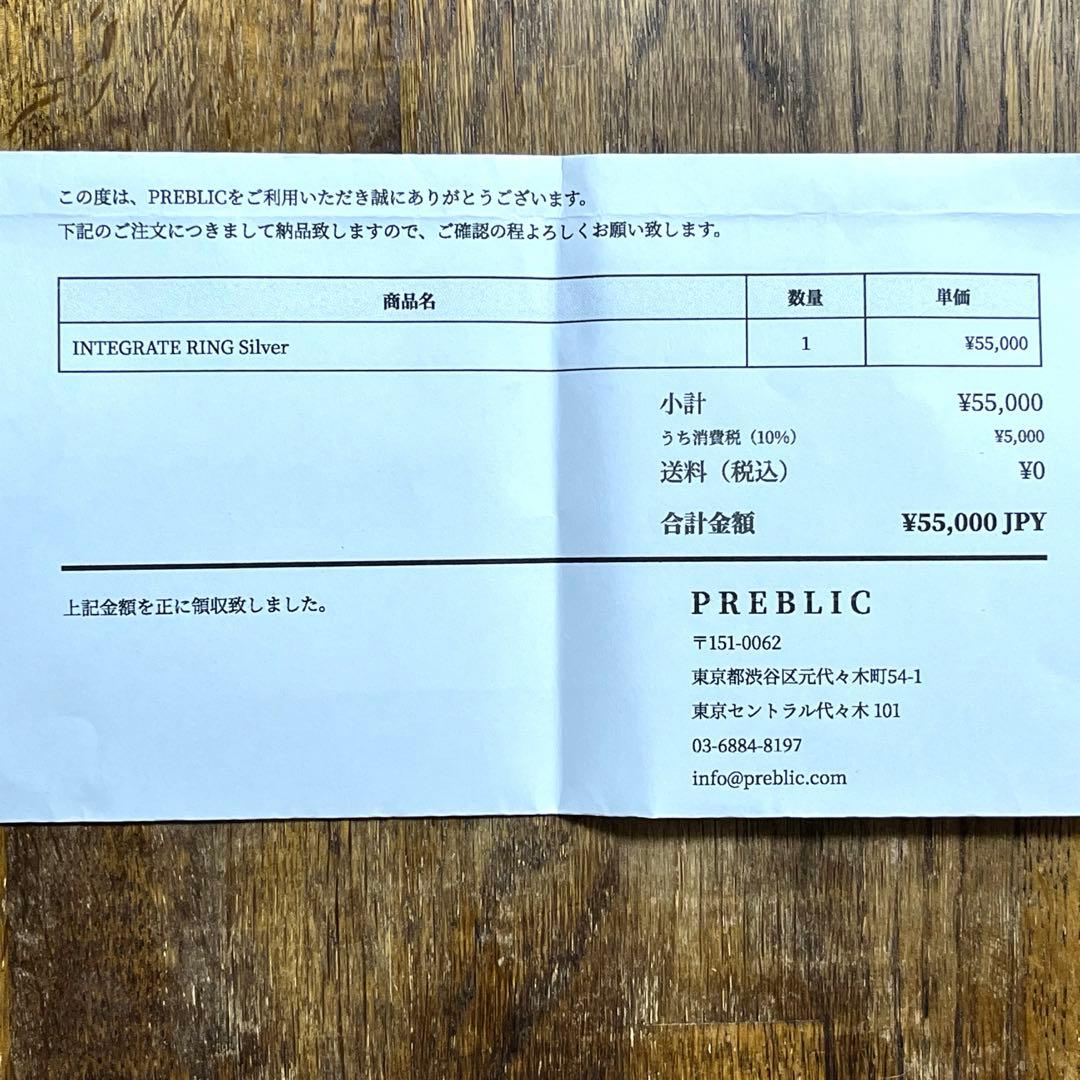 この度は、PREBLICをご利用いただき誠にありがとうございます。
下記のご注文につきまして納品致しますので、ご確認の程よろしくお願い致します。
商品名 数量 単価
INTEGRATE RING Silver 1 ¥55,000
小計 ¥55,000
うち消費税（10%） ¥5,000
送料（税込） ¥0
合計金額 ¥55,000 JPY
上記金額を正に領収致しました。
PREBLIC
〒151-0062
東京都渋谷区元代々木町54-1
東京セントラル代々木 101
03-6884-8197
info@preblic.com